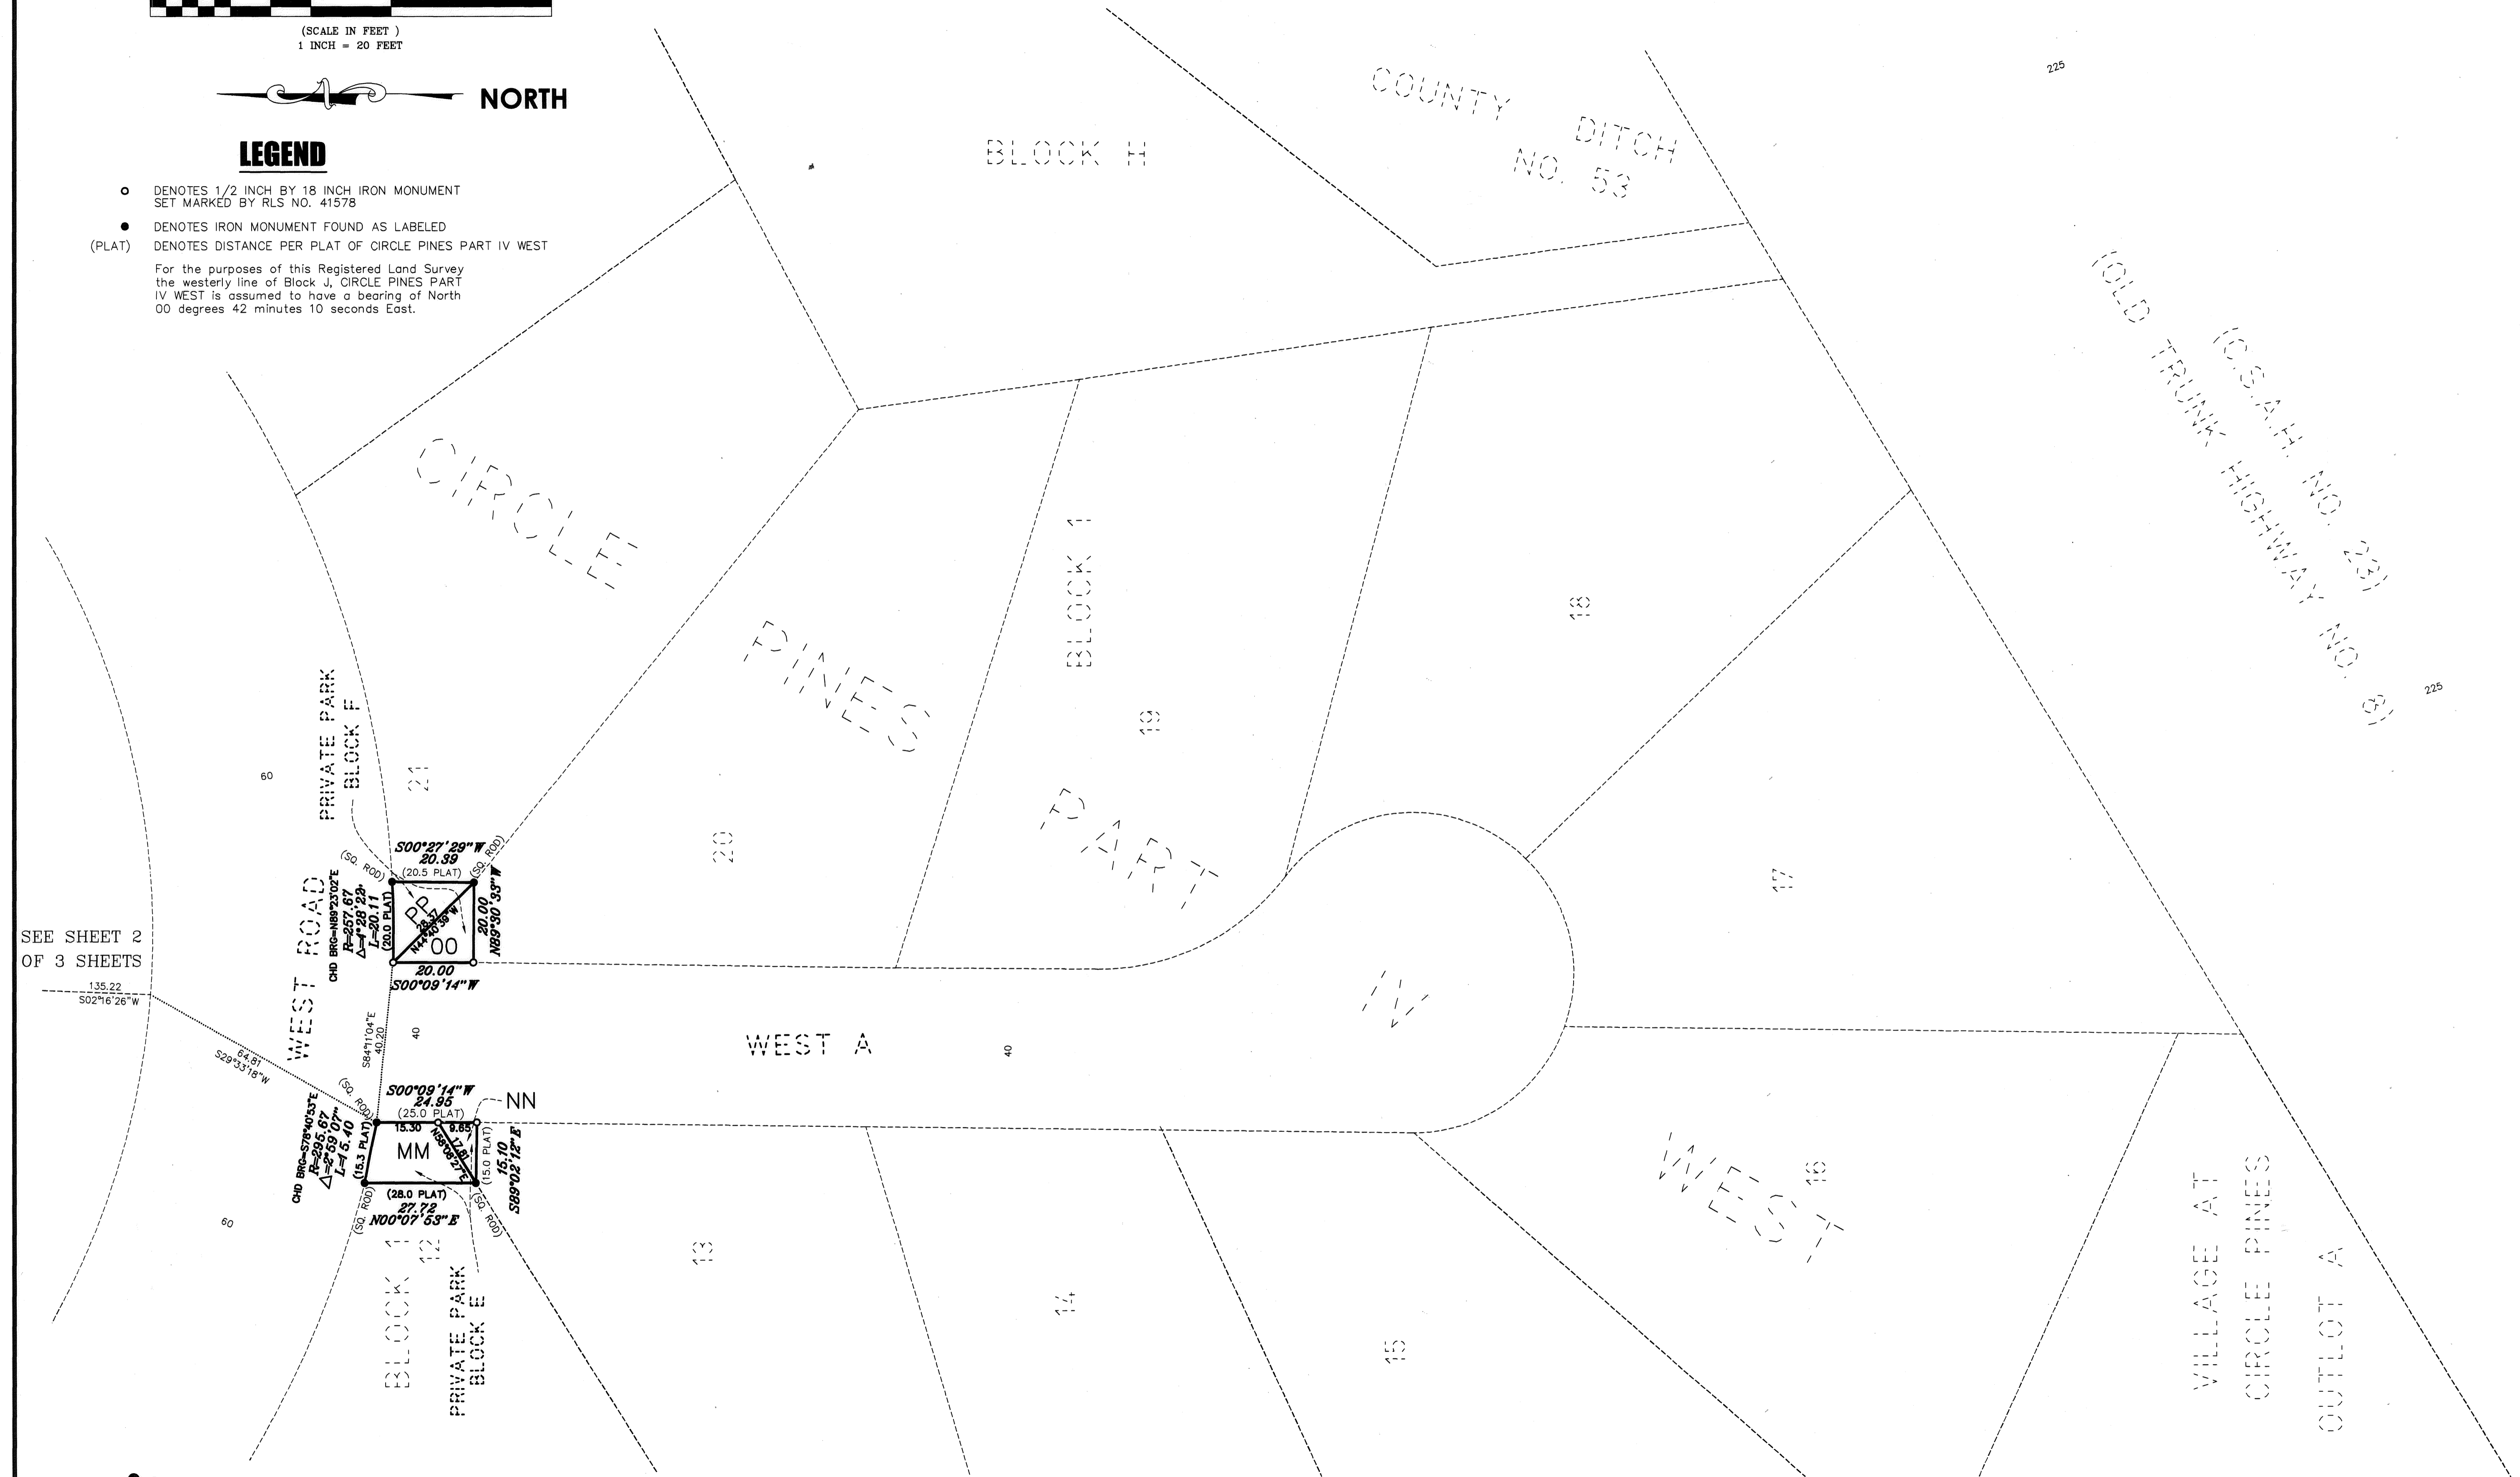 (SCALE IN FEET )
1 INCH = 20 FEET
NORTH
LEGEND
DENOTES 1/2 INCH BY 18 INCH IRON MONUMENT
SET MARKED BY RLS NO. 41578
DENOTES IRON MONUMENT FOUND AS LABELED
(PLAT) DENOTES DISTANCE PER PLAT OF CIRCLE PINES PART IV WEST
For the purposes of this Registered Land Survey
the westerly line of Block J, CIRCLE PINES PART
IV WEST is assumed to have a bearing of North
00 degrees 42 minutes 10 seconds East.
BLOCK H
COUNTY DITCH
NO. 53
225
(OLD TRUNK HIGHWAY NO. 8)
(C.S.A.H. NO. 23)
225
CIRCLE
PINES
PART
IV
WEST
BLOCK 1
18
19
20
21
17
16
15
14
13
12
PRIVATE PARK
BLOCK F
60
WEST ROAD
SEE SHEET 2
OF 3 SHEETS
135.22
S02°16'26"W
64.81
S29°33'18"W
(SQ. ROD)
S00°27'29"W
20.39
(20.5 PLAT)
(SQ. ROD)
CHD BRG=N89°23'02"E
R=257.67
△=4°28'22"
L=20.11
(20.0 PLAT)
PP
28.37
N44°40'39"W
OO
20.00
N89°30'33"W
20.00
S00°09'14"W
S84°11'04"E
40.20
40
WEST A
40
(SQ. ROD)
S00°09'14"W
24.95
(25.0 PLAT)
15.30
9.65
NN
CHD BRG=S78°40'53"E
R=295.67
△=2°59'07"
L=15.40
(15.3 PLAT)
MM
17.81
N58°08'27"E
(15.0 PLAT)
15.10
S89°02'12"E
(28.0 PLAT)
27.72
N00°07'53"E
(SQ. ROD)
(SQ. ROD)
60
BLOCK 1
PRIVATE PARK
BLOCK E
VILLAGE AT
CIRCLE PINES
OUTLOT A